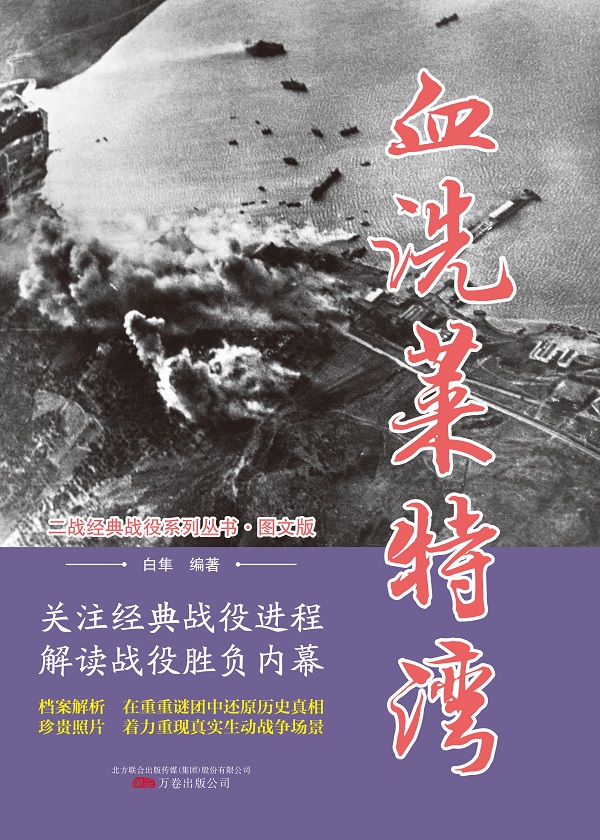 血洗莱特湾
二战经典战役系列丛书·图文版
白隼 编著
关注经典战役进程
解读战役胜负内幕
档案解析 在重重谜团中还原历史真相
珍贵照片 着力重现真实生动战争场景
北方联合出版传媒(集团)股份有限公司
万卷出版公司